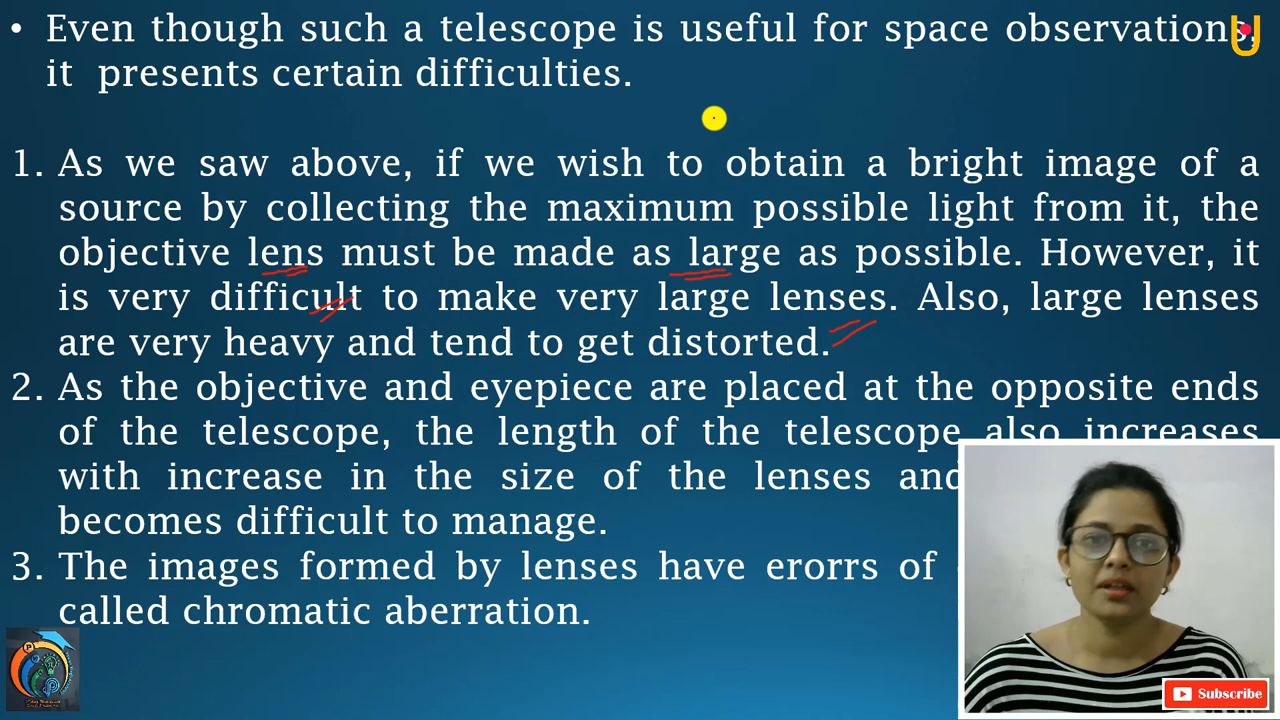 • Even though such a telescope is useful for space observations,
it presents certain difficulties.
1. As we saw above, if we wish to obtain a bright image of a
source by collecting the maximum possible light from it, the
objective lens must be made as large as possible. However, it
is very difficult to make very large lenses. Also, large lenses
are very heavy and tend to get distorted.
2. As the objective and eyepiece are placed at the opposite ends
of the telescope, the length of the telescope also increases
with increase in the size of the lenses and
becomes difficult to manage.
3. The images formed by lenses have erorrs of
called chromatic aberration.
Subscribe